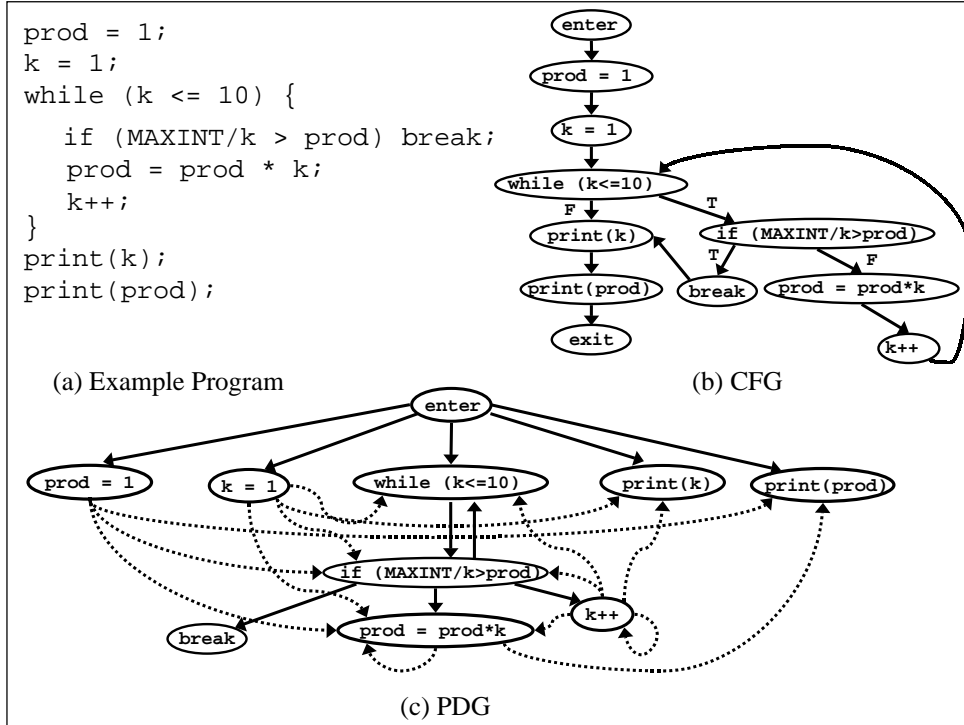 prod = 1;
k = 1;
while (k <= 10) {
if (MAXINT/k > prod) break;
prod = prod * k;
k++;
}
print(k);
print(prod);
(a) Example Program
enter
prod = 1
k = 1
while (k<=10)
F
T
print(k)
if (MAXINT/k>prod)
T
F
print(prod)
break
prod = prod*k
exit
k++
(b) CFG
enter
prod = 1
k = 1
while (k<=10)
print(k)
print(prod)
if (MAXINT/k>prod)
break
prod = prod*k
k++
(c) PDG